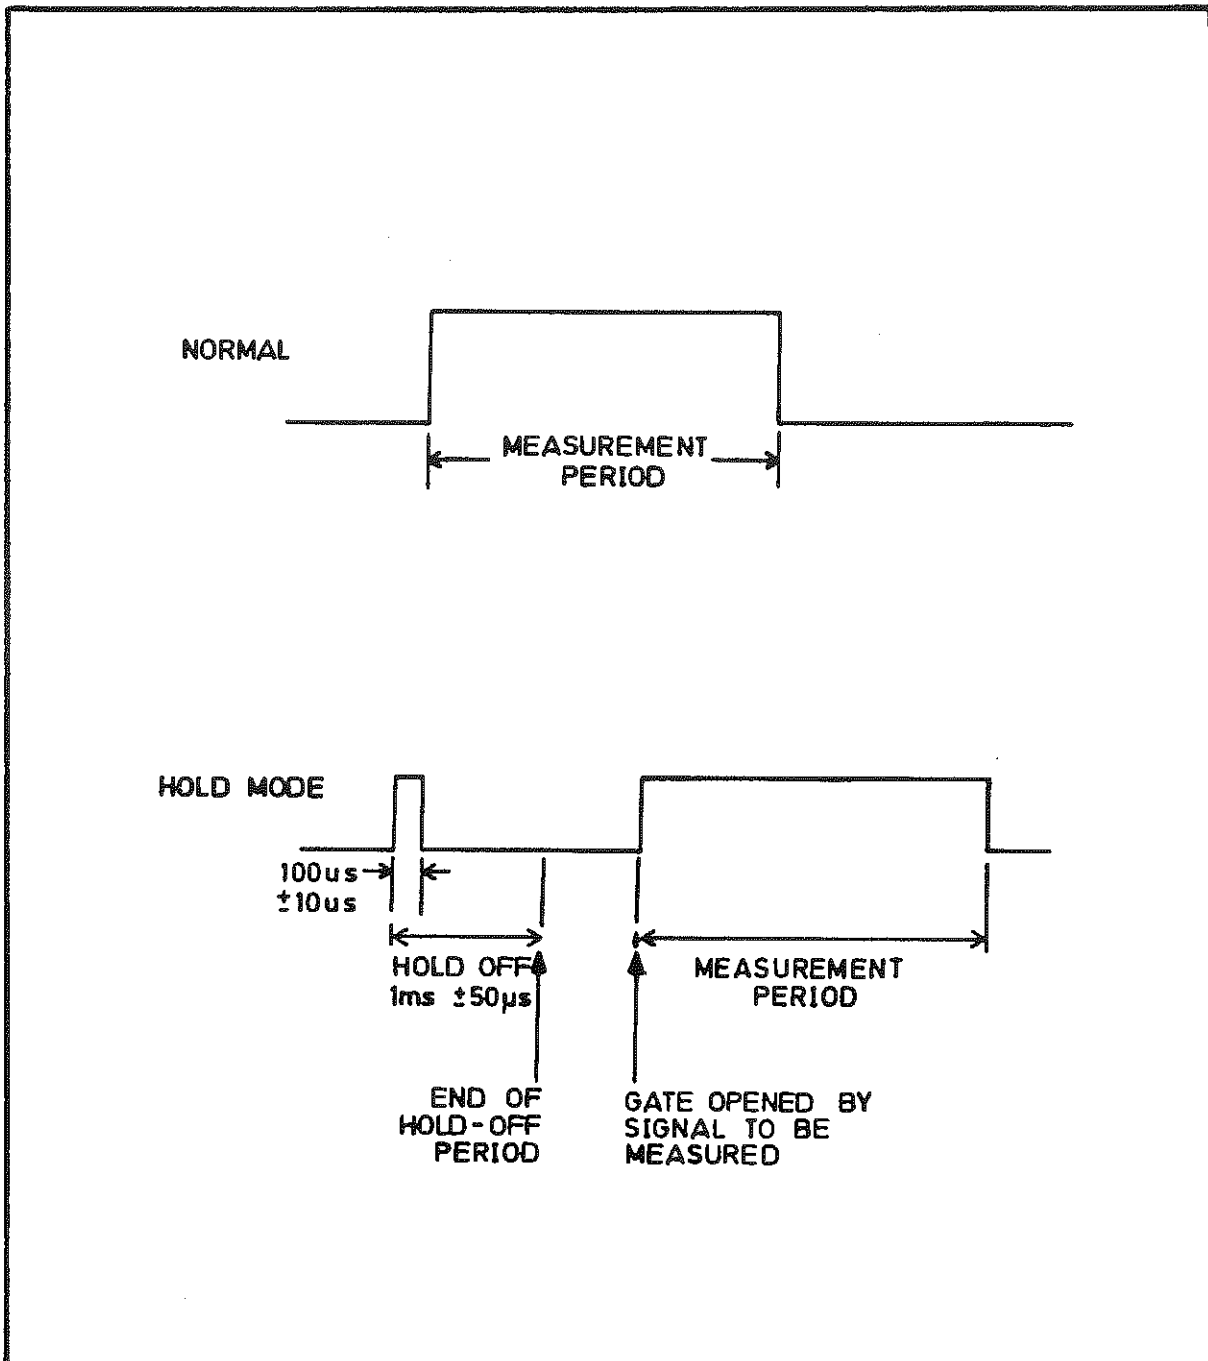 NORMAL
MEASUREMENT
PERIOD
HOLD MODE
100us
±10us
HOLD OFF
1ms ±50µs
MEASUREMENT
PERIOD
END OF
HOLD-OFF
PERIOD
GATE OPENED BY
SIGNAL TO BE
MEASURED